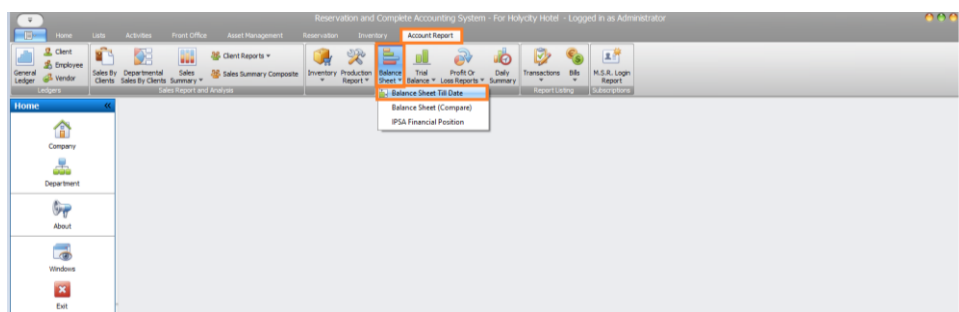 Reservation and Complete Accounting System - For Holycity Hotel - Logged in as Administrator
Home Lists Activities Front Office Asset Management Reservation Inventory Account Report
General Ledger
Client
Employee
Vendor
Ledgers
Sales By Clients
Departmental Sales By Clients
Sales Summary
Client Reports
Sales Summary Composite
Sales Report and Analysis
Inventory
Production Report
Balance Sheet
Trial Balance
Profit Or Loss Reports
Daily Summary
Transactions
Bills
Report Listing
M.S.R. Login Report
Subscriptions
Balance Sheet Till Date
Balance Sheet (Compare)
IPSA Financial Position
Home
Company
Department
About
Windows
Exit